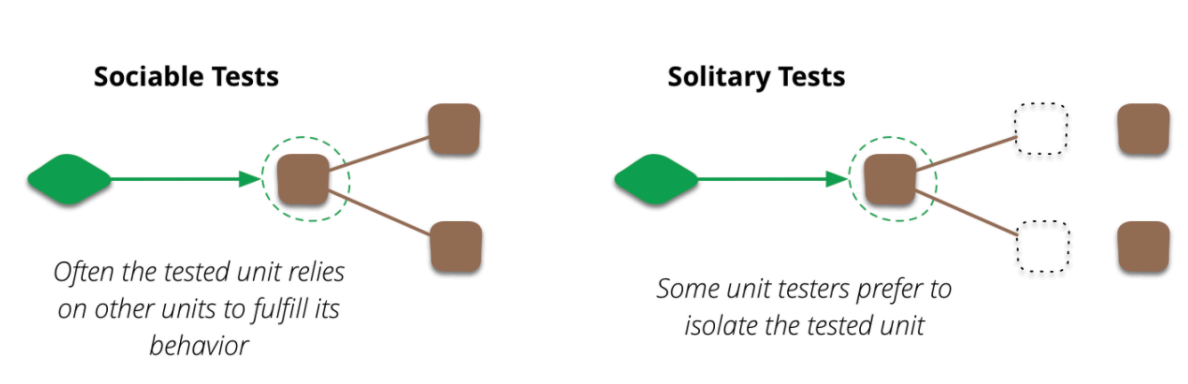 Sociable Tests
Often the tested unit relies
on other units to fulfill its
behavior
Solitary Tests
Some unit testers prefer to
isolate the tested unit